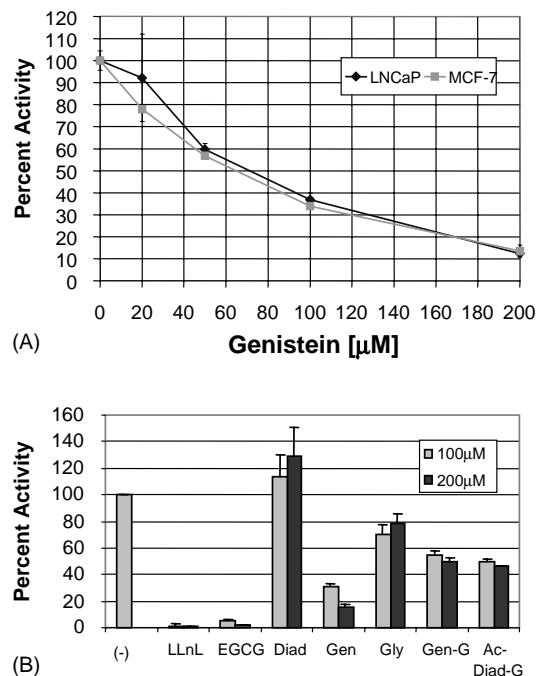 120
110
100
90
80
70
60
50
40
30
20
10
0
Percent Activity
LNCaP MCF-7
0 20 40 60 80 100 120 140 160 180 200
Genistein [μM]
(A)
160
140
120
100
80
60
40
20
0
Percent Activity
100μM
200μM
(-) LLnL EGCG Diad Gen Gly Gen-G Ac-
Diad-G
(B)